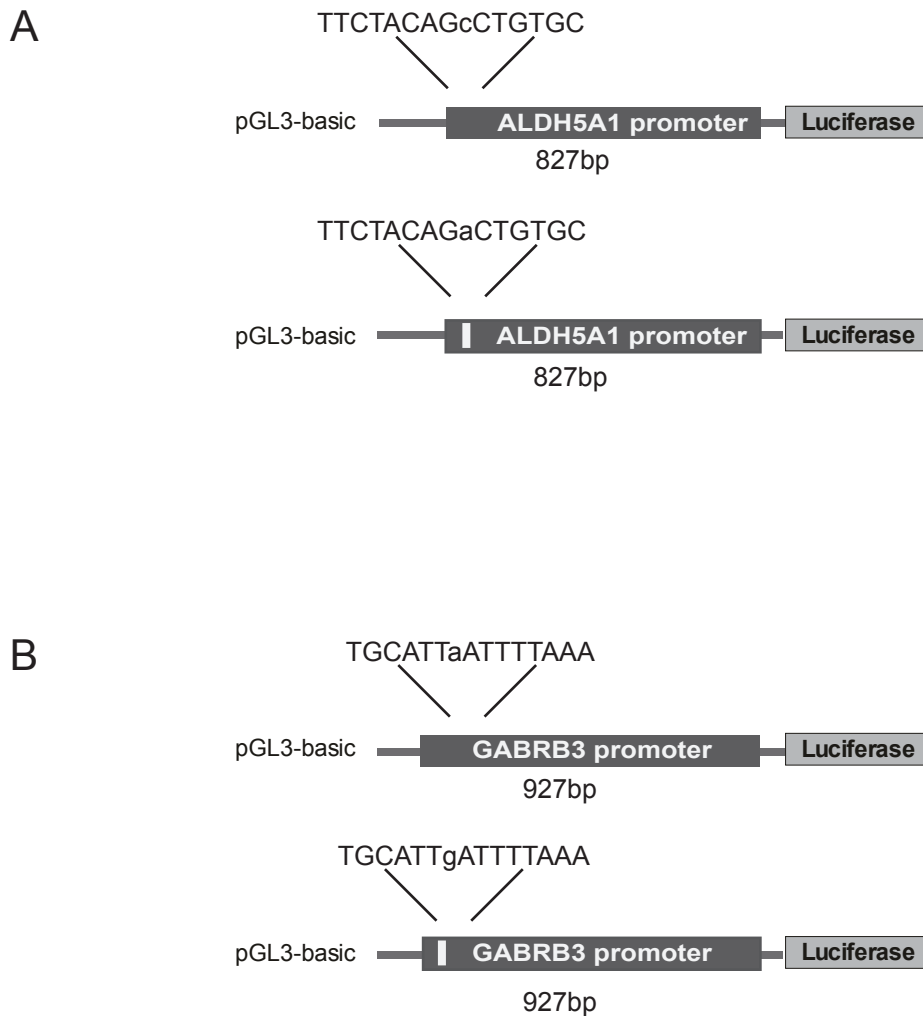 A
TTCTACAGcCTGTGC
pGL3-basic ALDH5A1 promoter Luciferase
827bp
TTCTACAGaCTGTGC
pGL3-basic ALDH5A1 promoter Luciferase
827bp
B
TGCATTaATTTTAAA
pGL3-basic GABRB3 promoter Luciferase
927bp
TGCATTgATTTTAAA
pGL3-basic GABRB3 promoter Luciferase
927bp